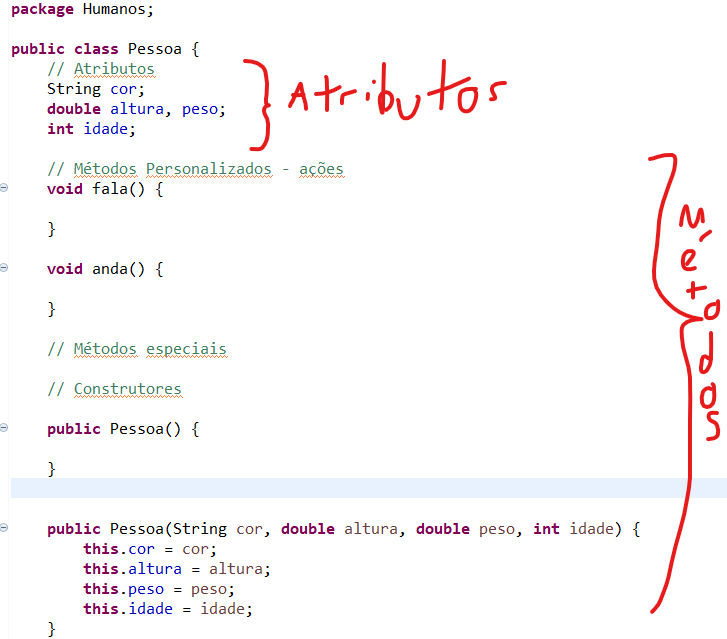 package Humanos;
public class Pessoa {
// Atributos
String cor;
double altura, peso;
int idade;
Atributos
// Métodos Personalizados - ações
void fala() {
}
void anda() {
}
// Métodos especiais
// Construtores
public Pessoa() {
}
public Pessoa(String cor, double altura, double peso, int idade) {
this.cor = cor;
this.altura = altura;
this.peso = peso;
this.idade = idade;
}
Métodos